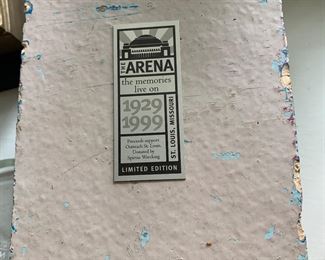 THE ARENA
the memories
live on
1929
1999
Proceeds support
Outreach St. Louis.
Donated by
Spirtas Wrecking
ST. LOUIS, MISSOURI
LIMITED EDITION